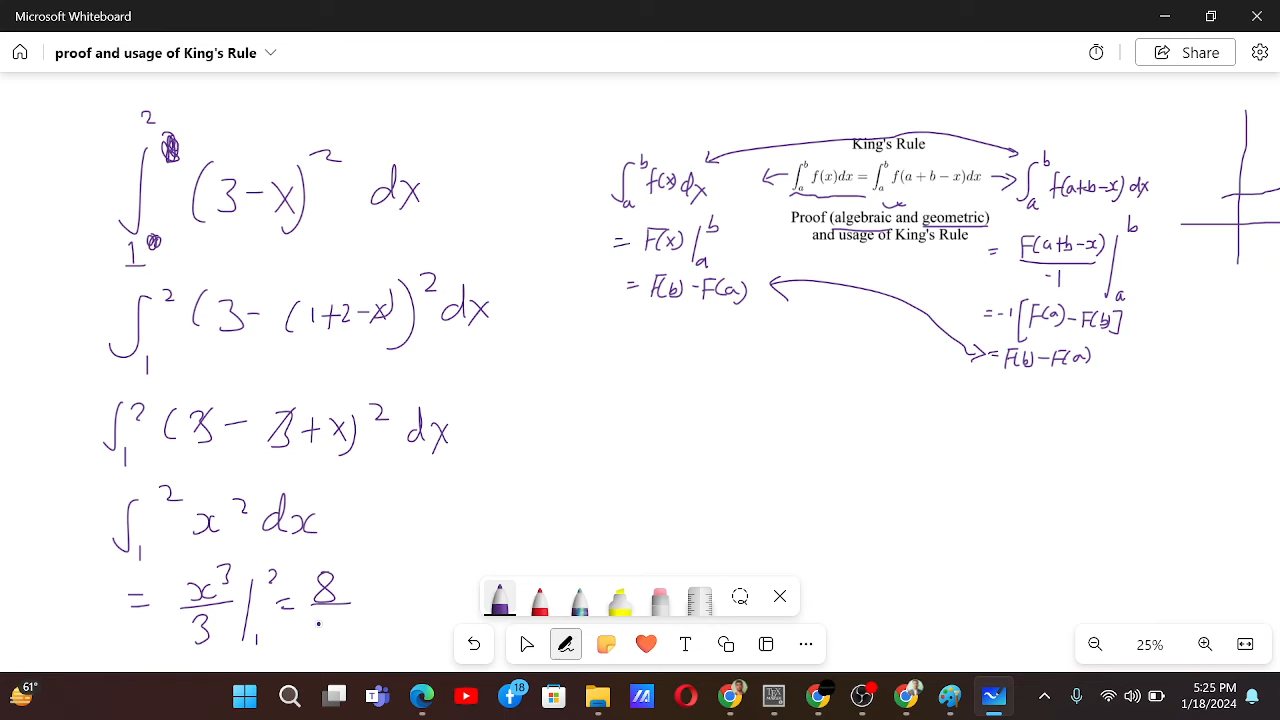 Microsoft Whiteboard
proof and usage of King's Rule
Share
∫₁² (3-x)² dx
∫₁² (3-(1+2-x))² dx
∫₁² (3-3+x)² dx
∫₁² x² dx
= x³/3 |₁² = 8
∫ₐᵇ f(x) dx
= F(x) |ₐᵇ
= F(b) - F(a)
King's Rule
∫ₐᵇ f(x)dx = ∫ₐᵇ f(a + b − x)dx
Proof (algebraic and geometric)
and usage of King's Rule
∫ₐᵇ f(a+b-x) dx
= F(a+b-x)/-1 |ₐᵇ
= -1[F(a) - F(b)]
= F(b) - F(a)
25%
61°
18
5:25 PM
1/18/2024